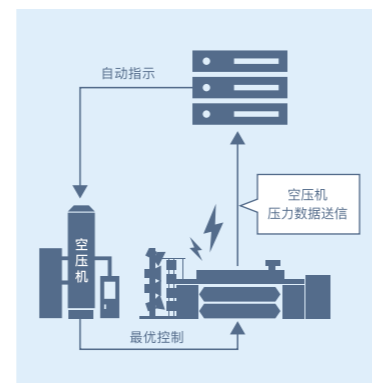 自动指示
空压机
压力数据送信
空压机
最优控制